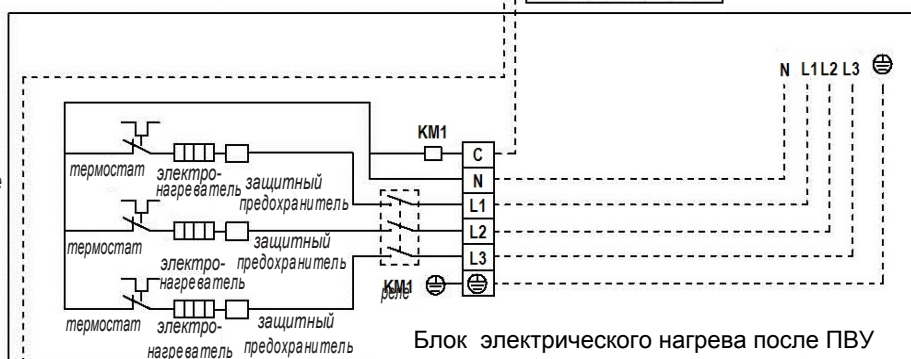 N L1 L2 L3
KM1
C
термостат
электро-
нагреватель
защитный
предохранитель
N
L1
термостат
электро-
нагреватель
защитный
предохранитель
L2
L3
KM1
реле
термостат
электро-
нагреватель
защитный
предохранитель
Блок электрического нагрева после ПВУ